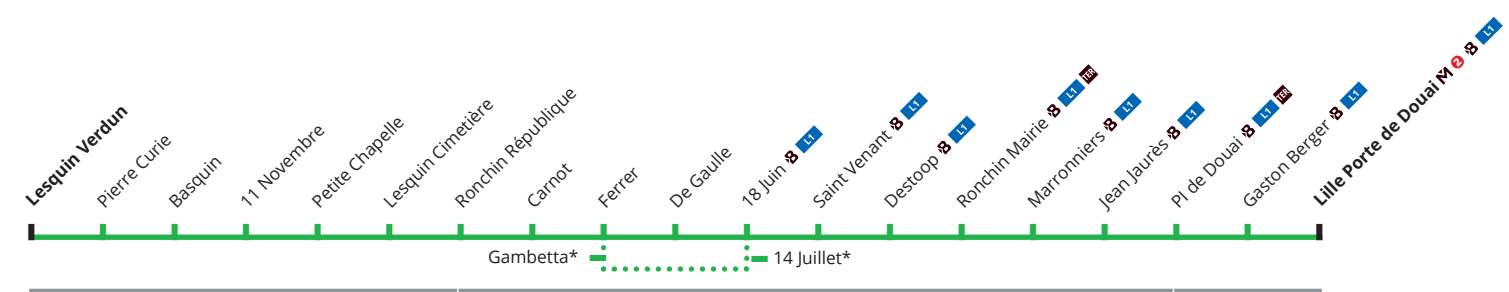 Lesquin Verdun
Pierre Curie
Basquin
11 Novembre
Petite Chapelle
Lesquin Cimetière
Ronchin République
Carnot
Ferrer
De Gaulle
18 Juin B L1
Saint Venant B L1
Destoop B L1
Ronchin Mairie B L1 TER
Marronniers B L1
Jean Jaurès B L1
Pl de Douai B L1 TER
Gaston Berger B L1
Lille Porte de Douai M 2 B L1
Gambetta*
14 Juillet*